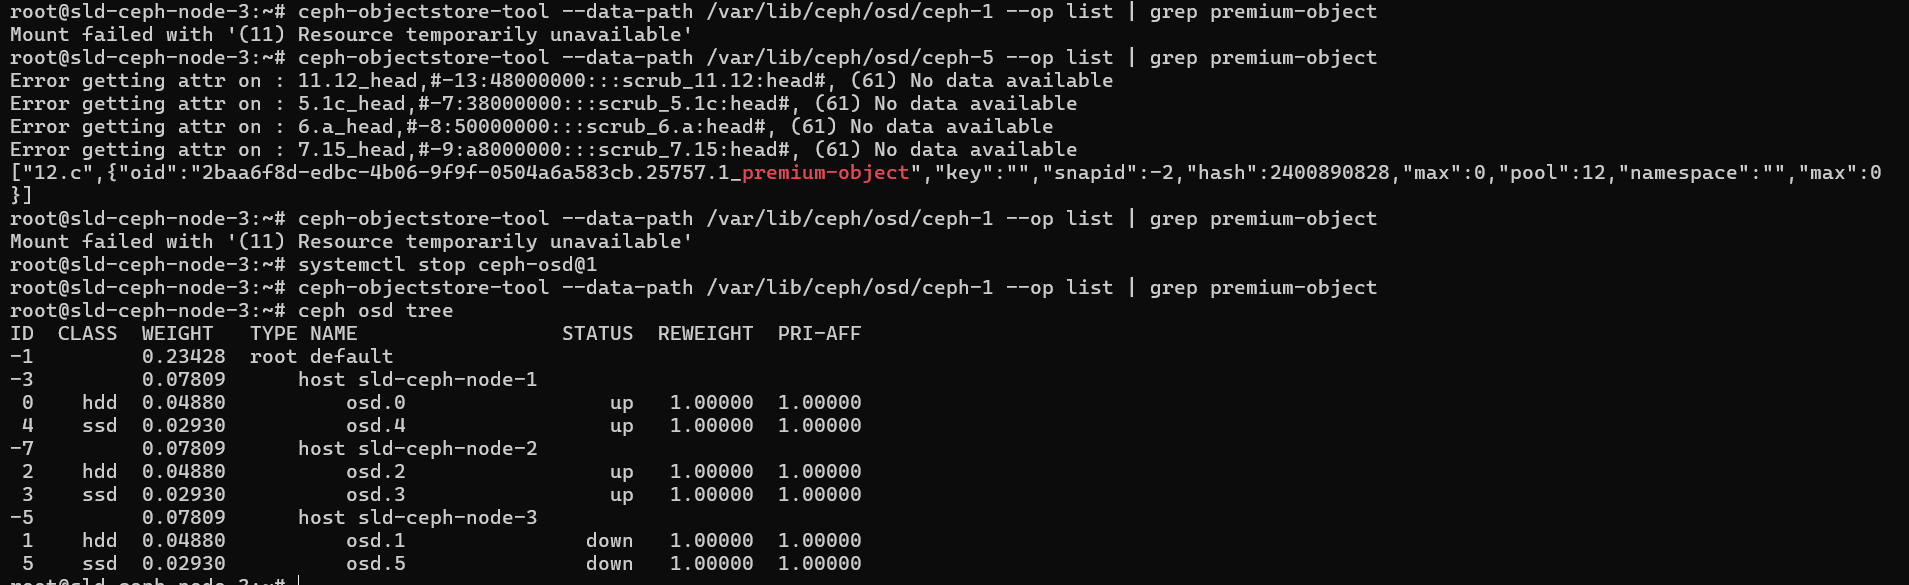 root@sld-ceph-node-3:~# ceph-objectstore-tool --data-path /var/lib/ceph/osd/ceph-1 --op list | grep premium-object
Mount failed with '(11) Resource temporarily unavailable'
root@sld-ceph-node-3:~# ceph-objectstore-tool --data-path /var/lib/ceph/osd/ceph-5 --op list | grep premium-object
Error getting attr on : 11.12_head,#-13:48000000:::scrub_11.12:head#, (61) No data available
Error getting attr on : 5.1c_head,#-7:38000000:::scrub_5.1c:head#, (61) No data available
Error getting attr on : 6.a_head,#-8:50000000:::scrub_6.a:head#, (61) No data available
Error getting attr on : 7.15_head,#-9:a8000000:::scrub_7.15:head#, (61) No data available
["12.c",{"oid":"2baa6f8d-edbc-4b06-9f9f-0504a6a583cb.25757.1_premium-object","key":"","snapid":-2,"hash":2400890828,"max":0,"pool":12,"namespace":"","max":0
}]
root@sld-ceph-node-3:~# ceph-objectstore-tool --data-path /var/lib/ceph/osd/ceph-1 --op list | grep premium-object
Mount failed with '(11) Resource temporarily unavailable'
root@sld-ceph-node-3:~# systemctl stop ceph-osd@1
root@sld-ceph-node-3:~# ceph-objectstore-tool --data-path /var/lib/ceph/osd/ceph-1 --op list | grep premium-object
root@sld-ceph-node-3:~# ceph osd tree
ID  CLASS  WEIGHT   TYPE NAME                 STATUS  REWEIGHT  PRI-AFF
-1         0.23428  root default
-3         0.07809      host sld-ceph-node-1
 0    hdd  0.04880          osd.0                 up   1.00000  1.00000
 4    ssd  0.02930          osd.4                 up   1.00000  1.00000
-7         0.07809      host sld-ceph-node-2
 2    hdd  0.04880          osd.2                 up   1.00000  1.00000
 3    ssd  0.02930          osd.3                 up   1.00000  1.00000
-5         0.07809      host sld-ceph-node-3
 1    hdd  0.04880          osd.1               down   1.00000  1.00000
 5    ssd  0.02930          osd.5               down   1.00000  1.00000
root@sld-ceph-node-3:~#